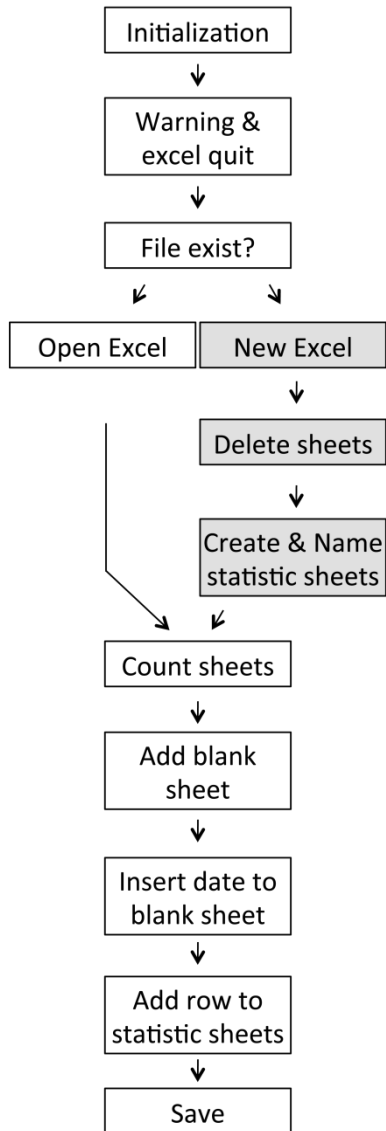 Initialization
Warning &
excel quit
File exist?
Open Excel
New Excel
Delete sheets
Create & Name
statistic sheets
Count sheets
Add blank
sheet
Insert date to
blank sheet
Add row to
statistic sheets
Save